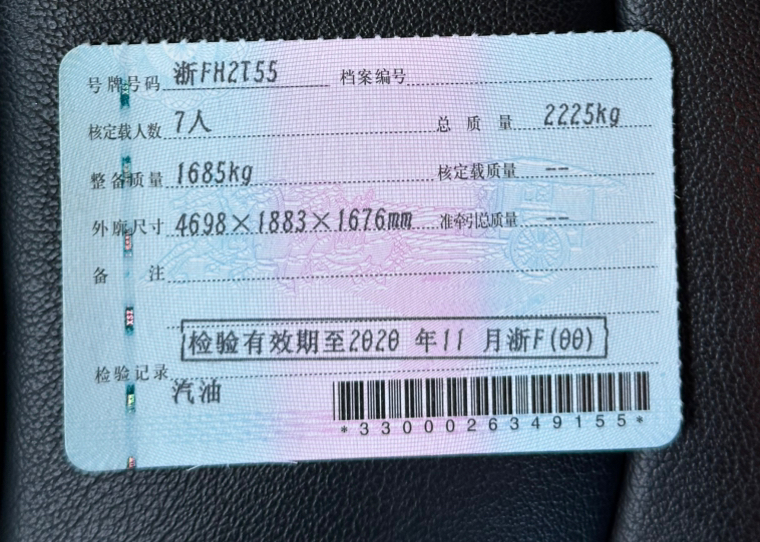 号牌号码 浙FH2T55 档案编号
核定载人数 7人 总质量 2225kg
整备质量 1685kg 核定载质量 --
外廓尺寸 4698×1883×1676mm 准牵引总质量 --
备注
检验有效期至2020 年11 月浙F(00)
检验记录
汽油
*3300026349155*